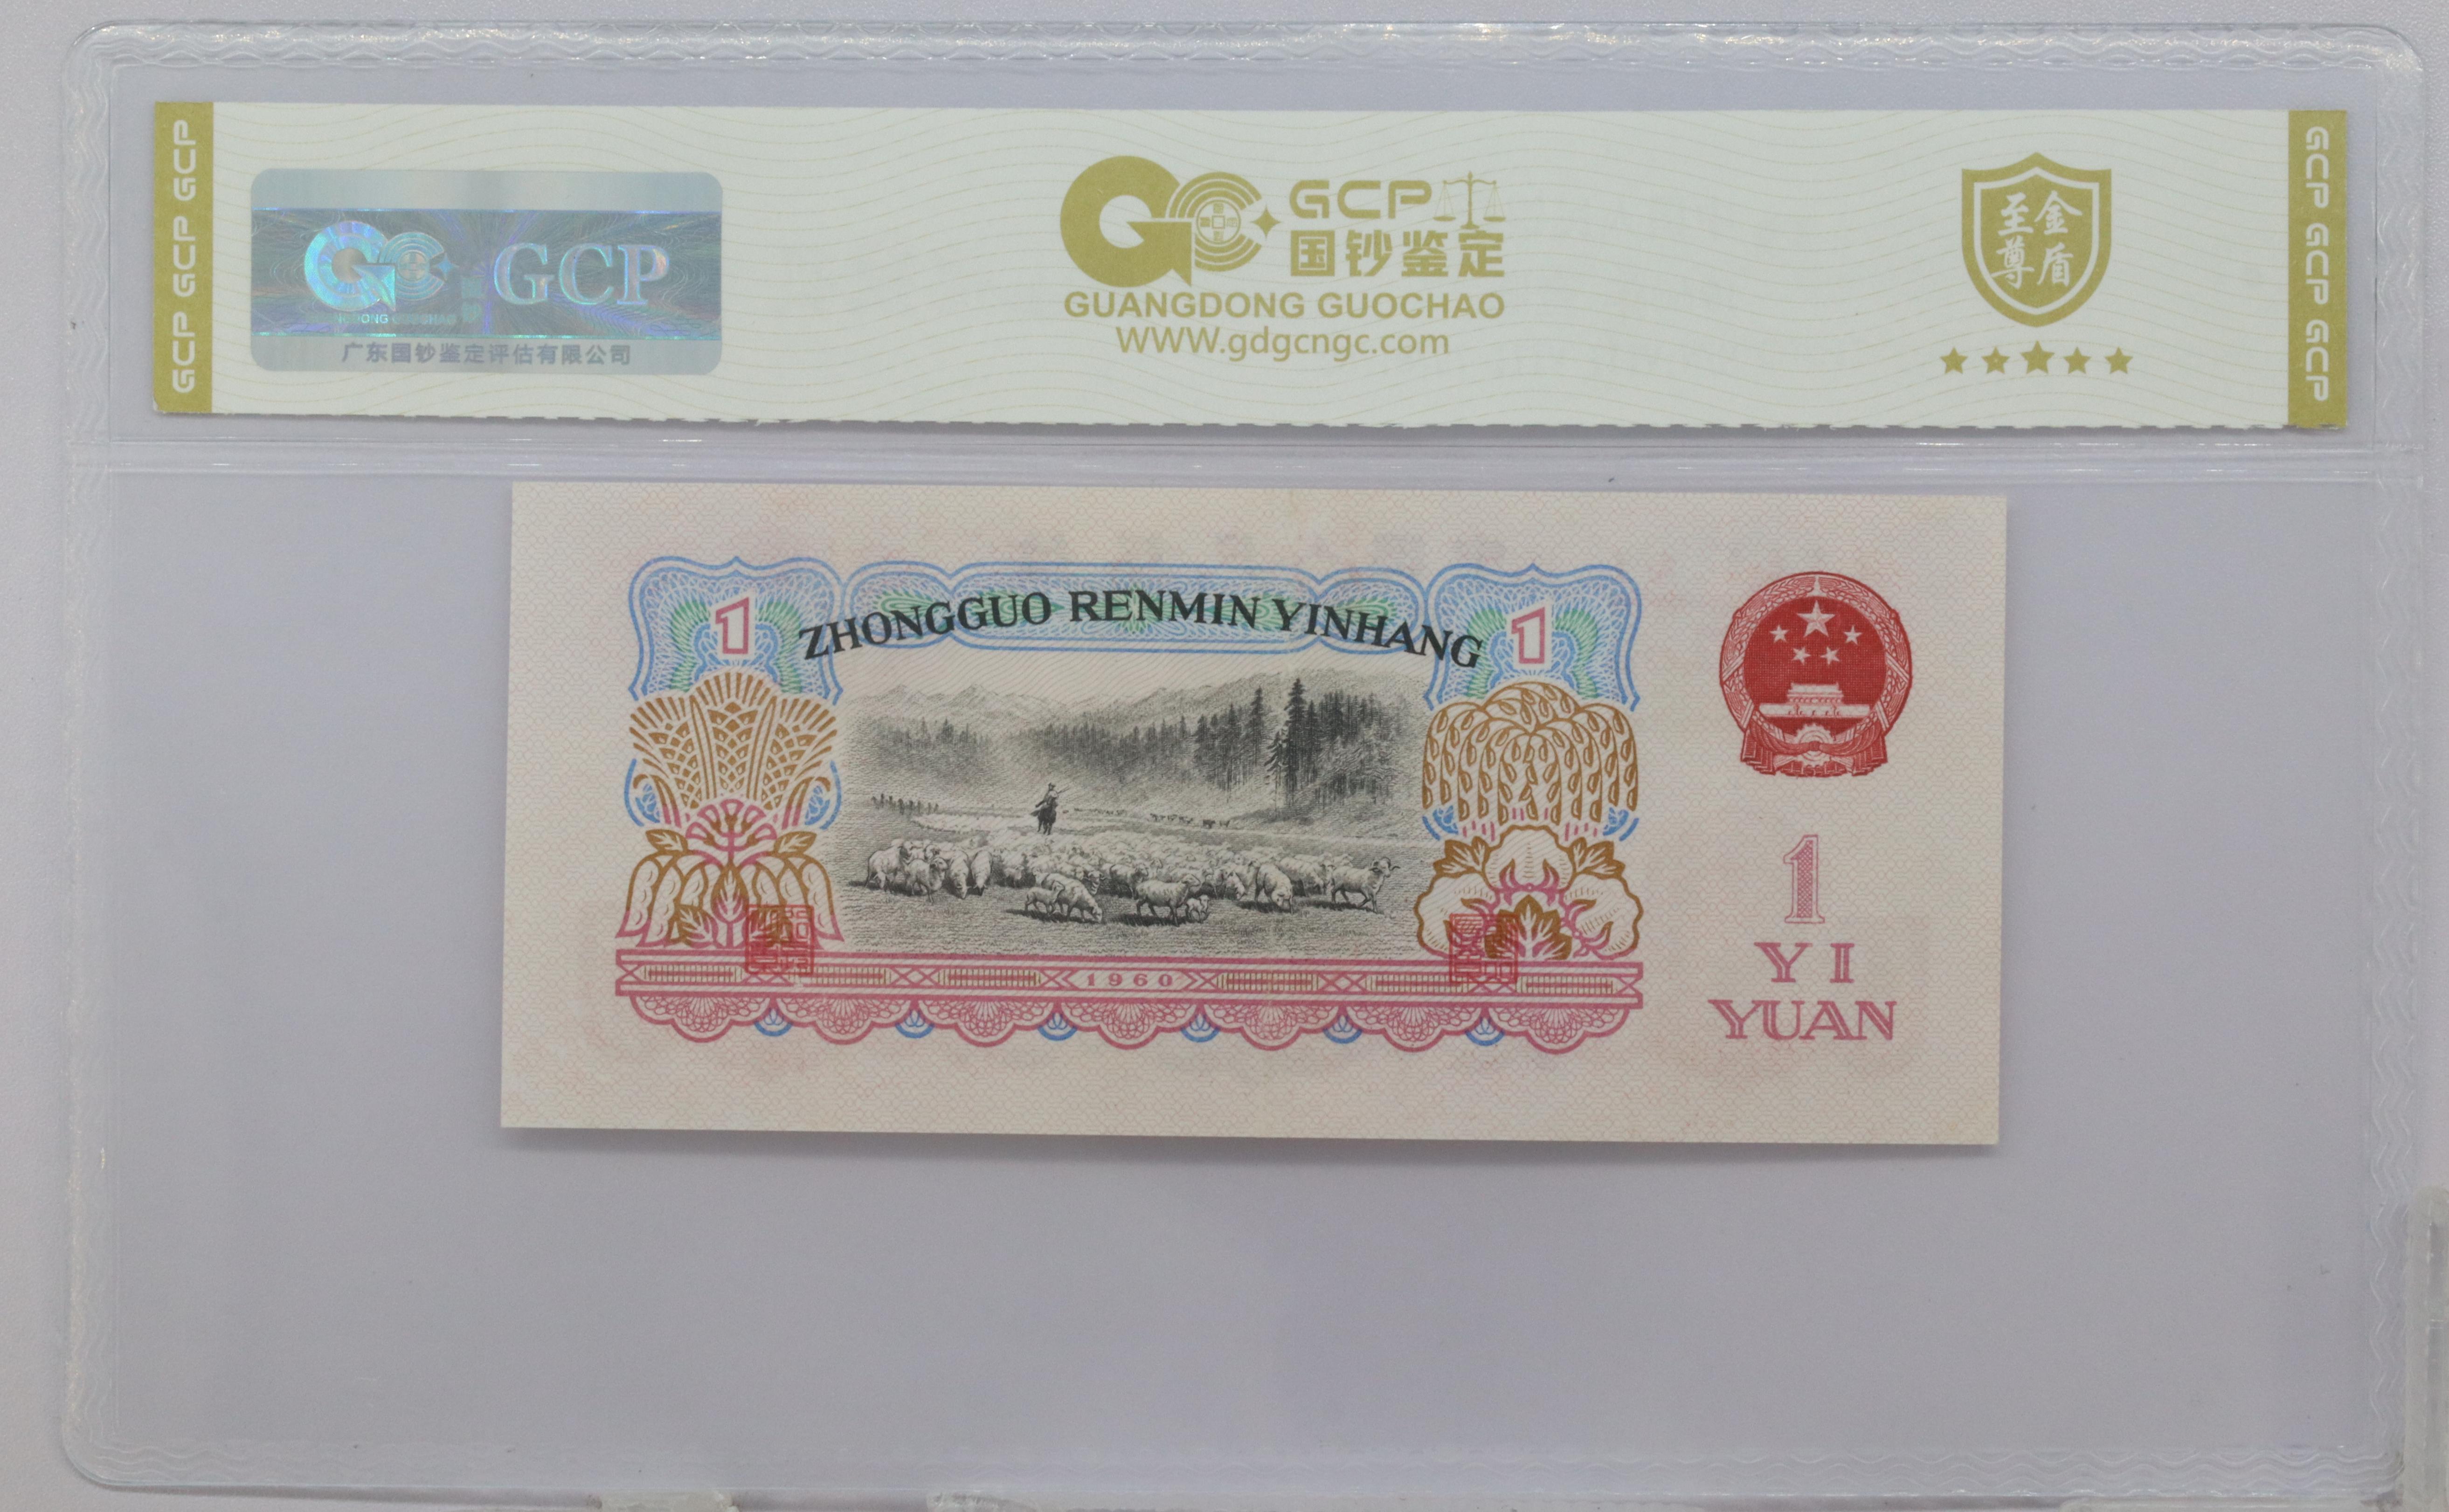 GCP GCP GCP
GCP
GUANGDONG GUOCHAO
广东国钞鉴定评估有限公司
GCP
国钞鉴定
GUANGDONG GUOCHAO
WWW.gdgcngc.com
至尊
金盾
GCP GCP GCP
1
ZHONGGUO RENMIN YINHANG
1
1960
1
YI
YUAN